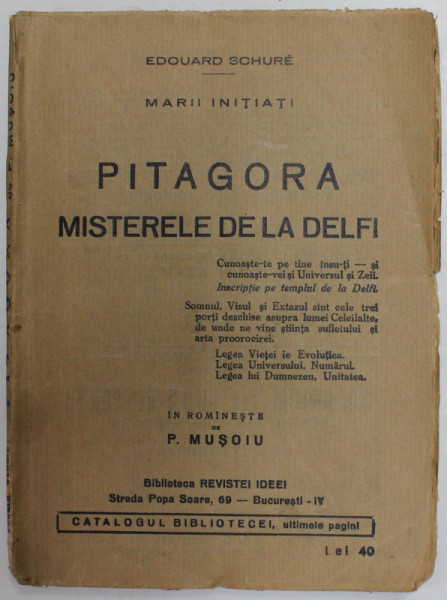 EDOUARD SCHURÉ
MARII INIȚIAȚI
PITAGORA
MISTERELE DE LA DELFI
Cunoaște-te pe tine însu-ți — și
cunoaște-vei și Universul și Zeii.
Inscripție pe templul de la Delfi.
Somnul, Visul și Extazul sînt cele trei
porți deschise asupra lumei Celeilalte,
de unde ne vine știința sufletului și
arta proorocirei.
Legea Vieței ie Evoluția.
Legea Universului, Numărul.
Legea lui Dumnezeu, Unitatea.
ÎN ROMÎNEȘTE
DE
P. MUȘOIU
Biblioteca REVISTEI IDEEI
Strada Popa Soare, 69 — București - IV
CATALOGUL BIBLIOTECEI, ultimele pagini
Lei 40